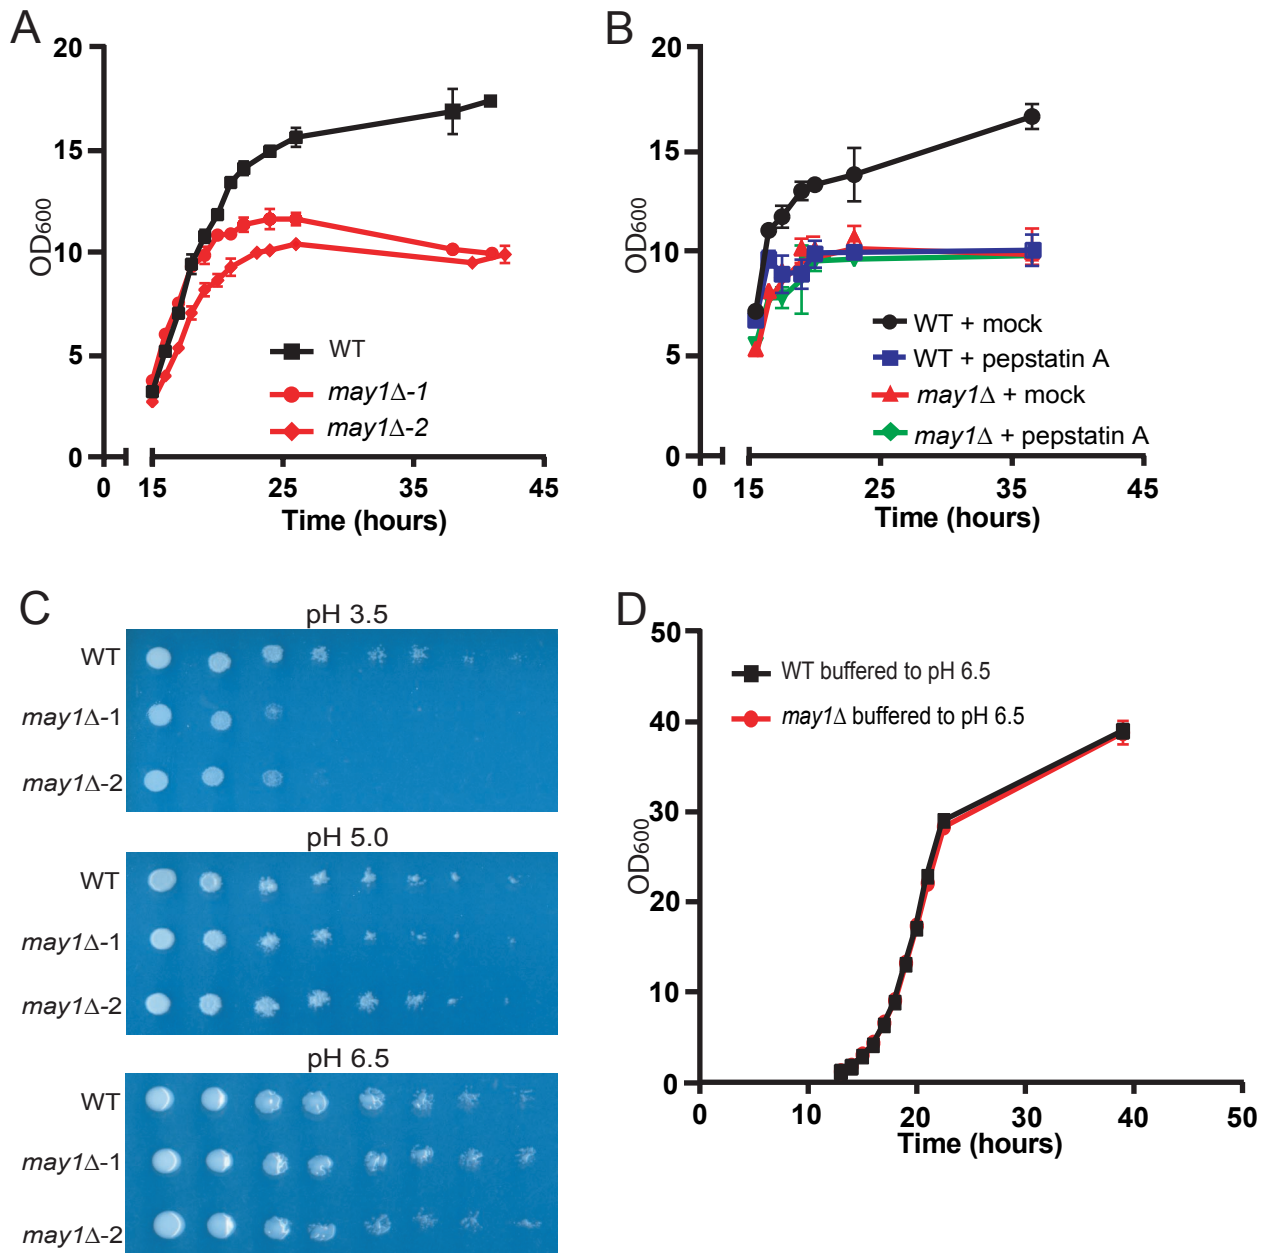 A
20
15
10
5
0
OD600
0 15 25 35 45
Time (hours)
WT
may1Δ-1
may1Δ-2
B
20
15
10
5
0
OD600
0 15 25 35 45
Time (hours)
WT + mock
WT + pepstatin A
may1Δ + mock
may1Δ + pepstatin A
C
pH 3.5
WT
may1Δ-1
may1Δ-2
pH 5.0
WT
may1Δ-1
may1Δ-2
pH 6.5
WT
may1Δ-1
may1Δ-2
D
50
40
30
20
10
0
OD600
0 10 20 30 40 50
Time (hours)
WT buffered to pH 6.5
may1Δ buffered to pH 6.5